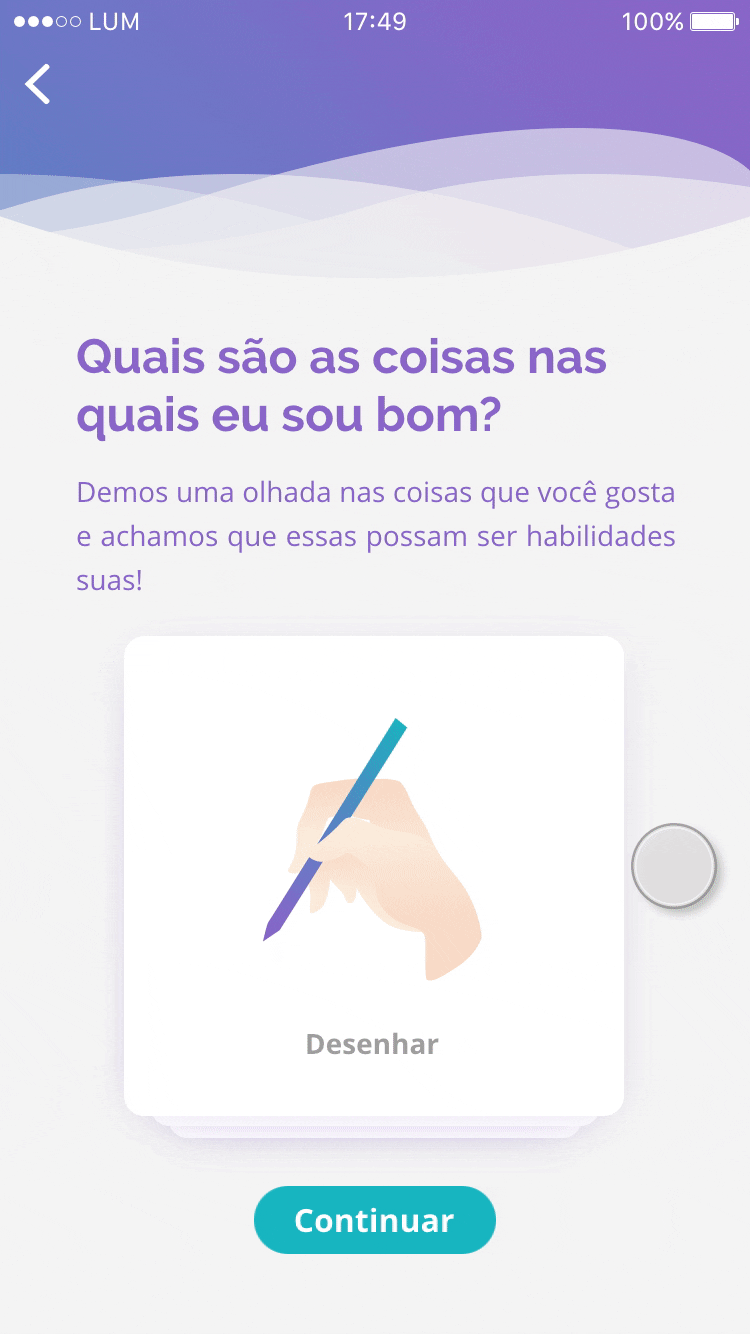 LUM 17:49 100%
Quais são as coisas nas
quais eu sou bom?
Demos uma olhada nas coisas que você gosta
e achamos que essas possam ser habilidades
suas!
Desenhar
Continuar